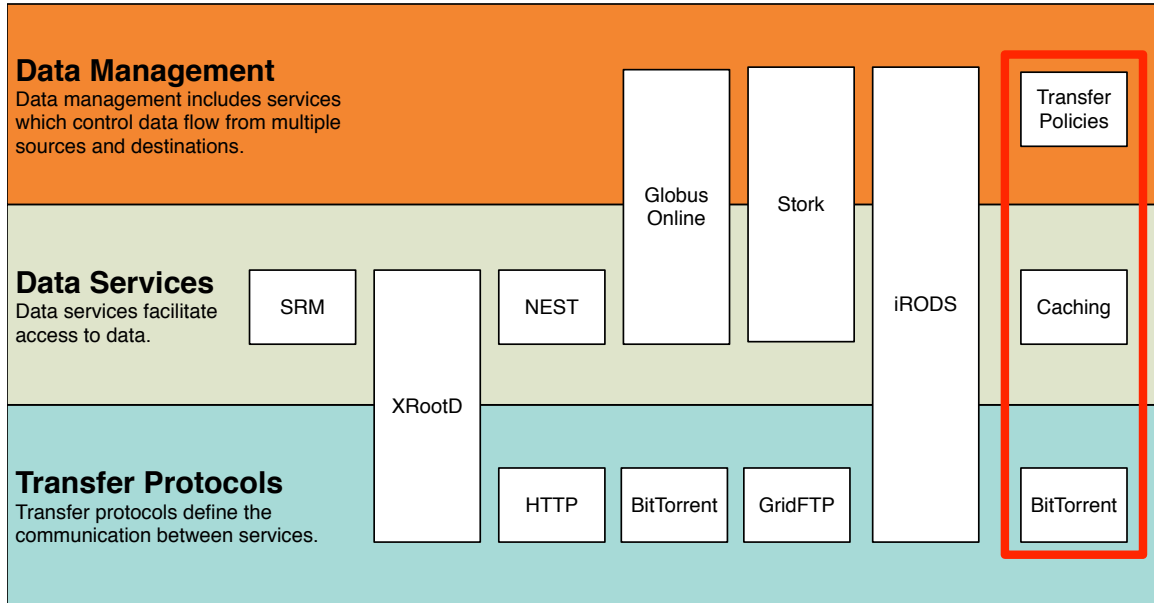 Data Management
Data management includes services
which control data flow from multiple
sources and destinations.
Globus
Online
Stork
Transfer
Policies
Data Services
Data services facilitate
access to data.
SRM
NEST
iRODS
Caching
XRootD
Transfer Protocols
Transfer protocols define the
communication between services.
HTTP
BitTorrent
GridFTP
BitTorrent